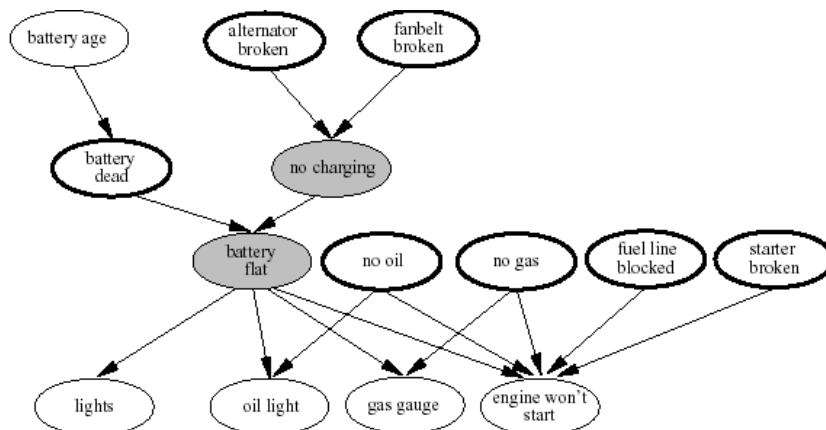 battery age
alternator
broken
fanbelt
broken
battery
dead
no charging
battery
flat
no oil
no gas
fuel line
blocked
starter
broken
lights
oil light
gas gauge
engine won't
start